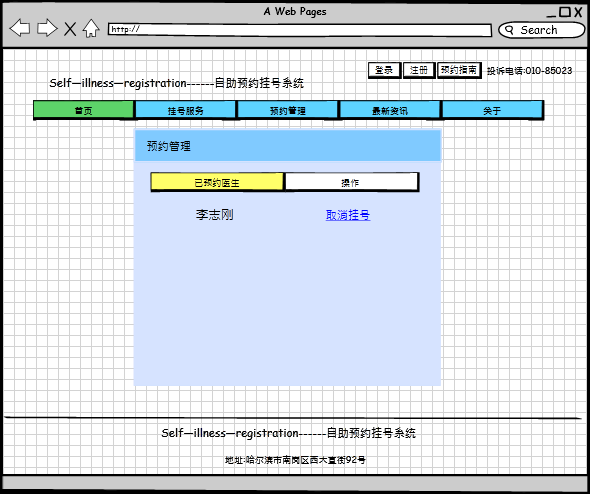 A Web Pages
http://
Search
登录 注册 预约指南 投诉电话:010-85023
Self—illness—registration------自助预约挂号系统
首页 挂号服务 预约管理 最新资讯 关于
预约管理
已预约医生 操作
李志刚 取消挂号
Self—illness—registration------自助预约挂号系统
地址:哈尔滨市南岗区西大直街92号